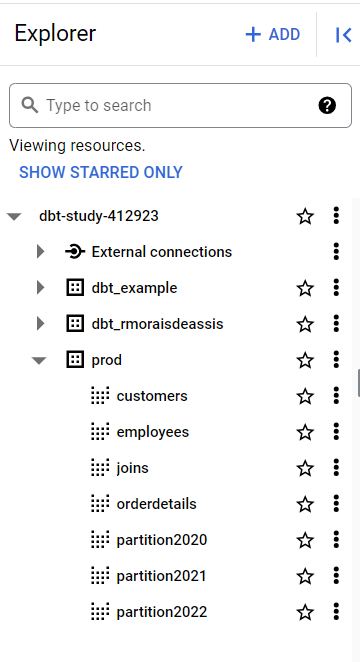 Explorer
+ ADD
Type to search
Viewing resources.
SHOW STARRED ONLY
dbt-study-412923
External connections
dbt_example
dbt_rmoraisdeassis
prod
customers
employees
joins
orderdetails
partition2020
partition2021
partition2022